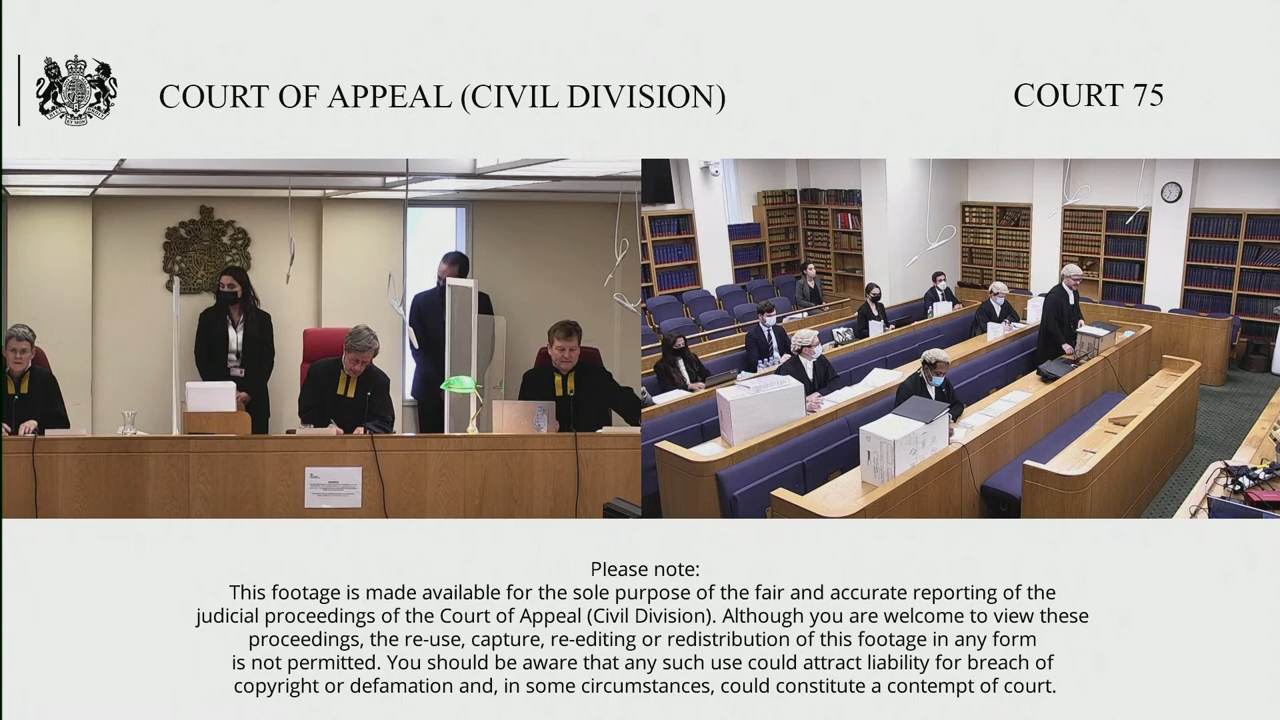 COURT OF APPEAL (CIVIL DIVISION)
COURT 75
Please note:
This footage is made available for the sole purpose of the fair and accurate reporting of the
judicial proceedings of the Court of Appeal (Civil Division). Although you are welcome to view these
proceedings, the re-use, capture, re-editing or redistribution of this footage in any form
is not permitted. You should be aware that any such use could attract liability for breach of
copyright or defamation and, in some circumstances, could constitute a contempt of court.